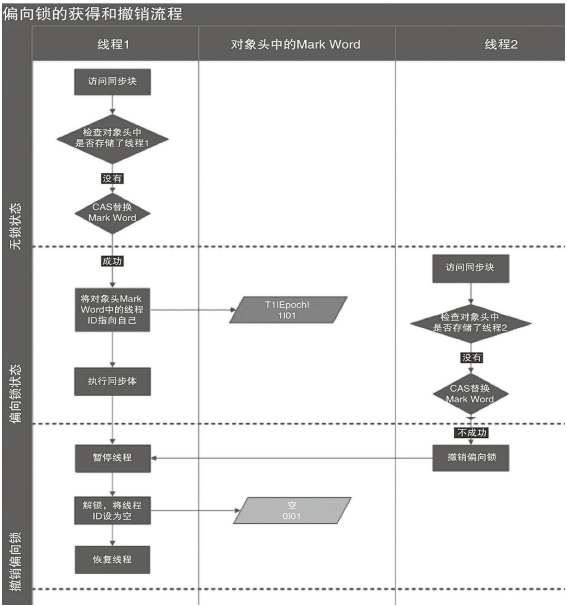 偏向锁的获得和撤销流程
线程1
对象头中的Mark Word
线程2
无锁状态
访问同步块
检查对象头中
是否存储了线程1
没有
CAS替换
Mark Word
偏向锁状态
成功
将对象头Mark
Word中的线程
ID指向自己
T1|Epoch|
1|01
执行同步体
访问同步块
检查对象头中
是否存储了线程2
没有
CAS替换
Mark Word
不成功
撤销偏向锁
撤销偏向锁
暂停线程
解锁，将线程
ID设为空
空
0|01
恢复线程